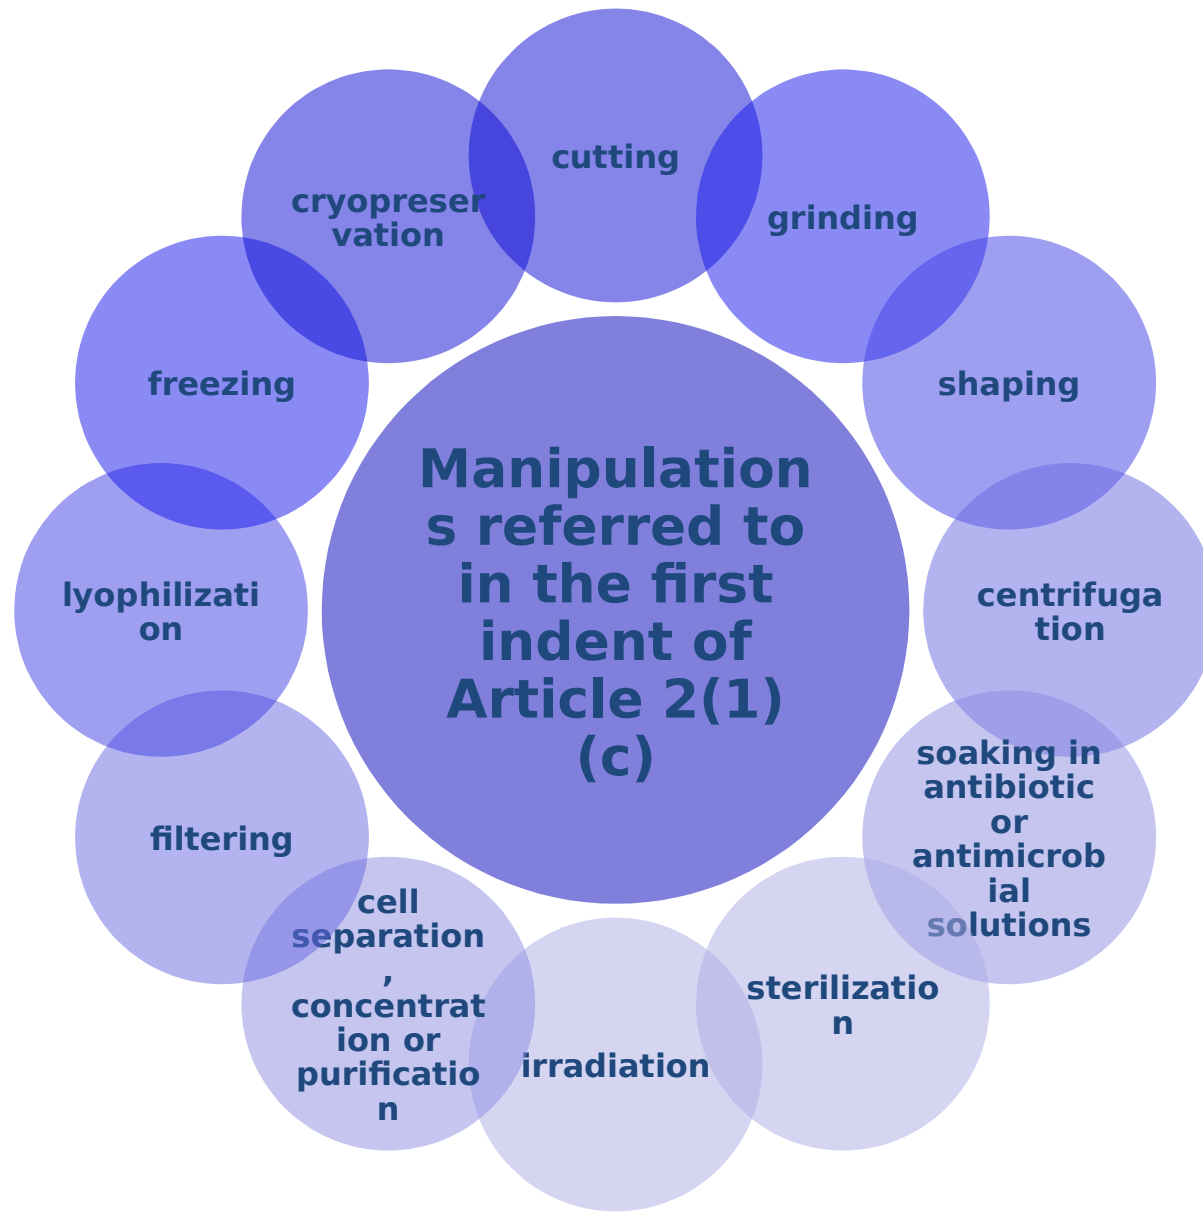 cutting
grinding
shaping
centrifuga
tion
soaking in
antibiotic
or
antimicrob
ial
solutions
sterilizatio
n
irradiation
cell
separation
,
concentrat
ion or
purificatio
n
filtering
lyophilizati
on
freezing
cryopreser
vation
Manipulation
s referred to
in the first
indent of
Article 2(1)
(c)